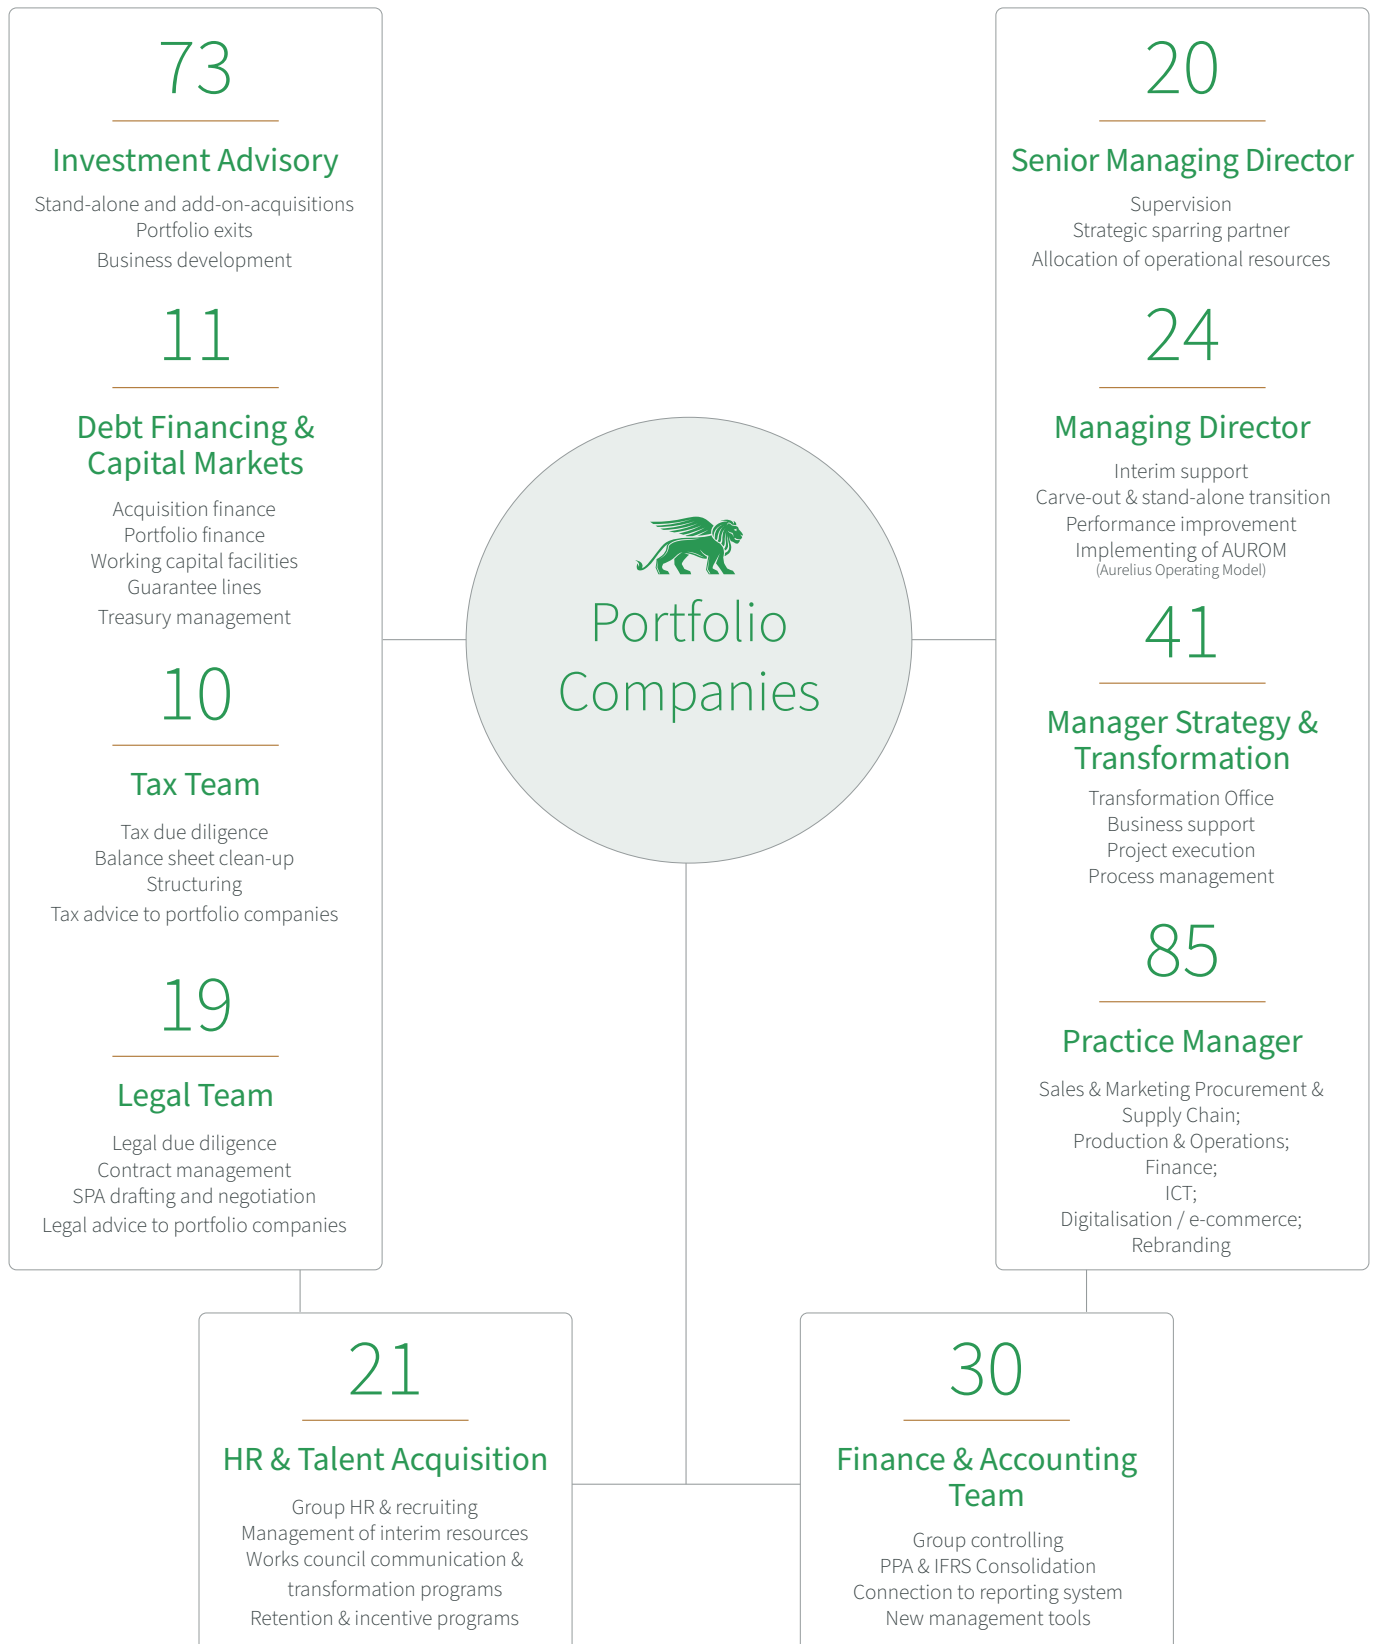 73
Investment Advisory
Stand-alone and add-on-acquisitions
Portfolio exits
Business development
11
Debt Financing &
Capital Markets
Acquisition finance
Portfolio finance
Working capital facilities
Guarantee lines
Treasury management
10
Tax Team
Tax due diligence
Balance sheet clean-up
Structuring
Tax advice to portfolio companies
19
Legal Team
Legal due diligence
Contract management
SPA drafting and negotiation
Legal advice to portfolio companies
Portfolio
Companies
20
Senior Managing Director
Supervision
Strategic sparring partner
Allocation of operational resources
24
Managing Director
Interim support
Carve-out & stand-alone transition
Performance improvement
Implementing of AUROM
(Aurelius Operating Model)
41
Manager Strategy &
Transformation
Transformation Office
Business support
Project execution
Process management
85
Practice Manager
Sales & Marketing Procurement &
Supply Chain;
Production & Operations;
Finance;
ICT;
Digitalisation / e-commerce;
Rebranding
21
HR & Talent Acquisition
Group HR & recruiting
Management of interim resources
Works council communication &
transformation programs
Retention & incentive programs
30
Finance & Accounting
Team
Group controlling
PPA & IFRS Consolidation
Connection to reporting system
New management tools